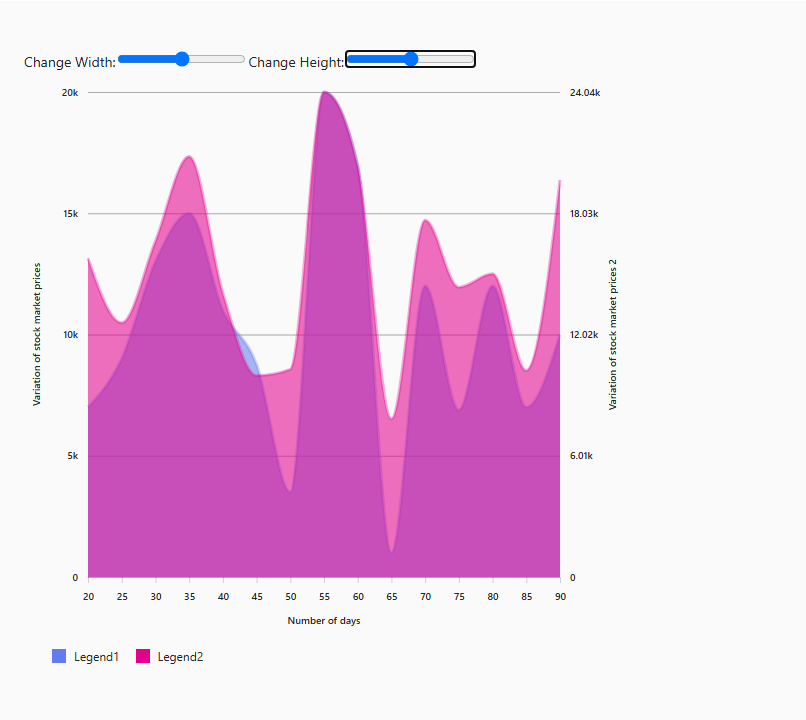 Change Width: Change Height:
20k 24.04k
15k 18.03k
Variation of stock market prices
Variation of stock market prices 2
10k 12.02k
5k 6.01k
0 0
20 25 30 35 40 45 50 55 60 65 70 75 80 85 90
Number of days
Legend1 Legend2